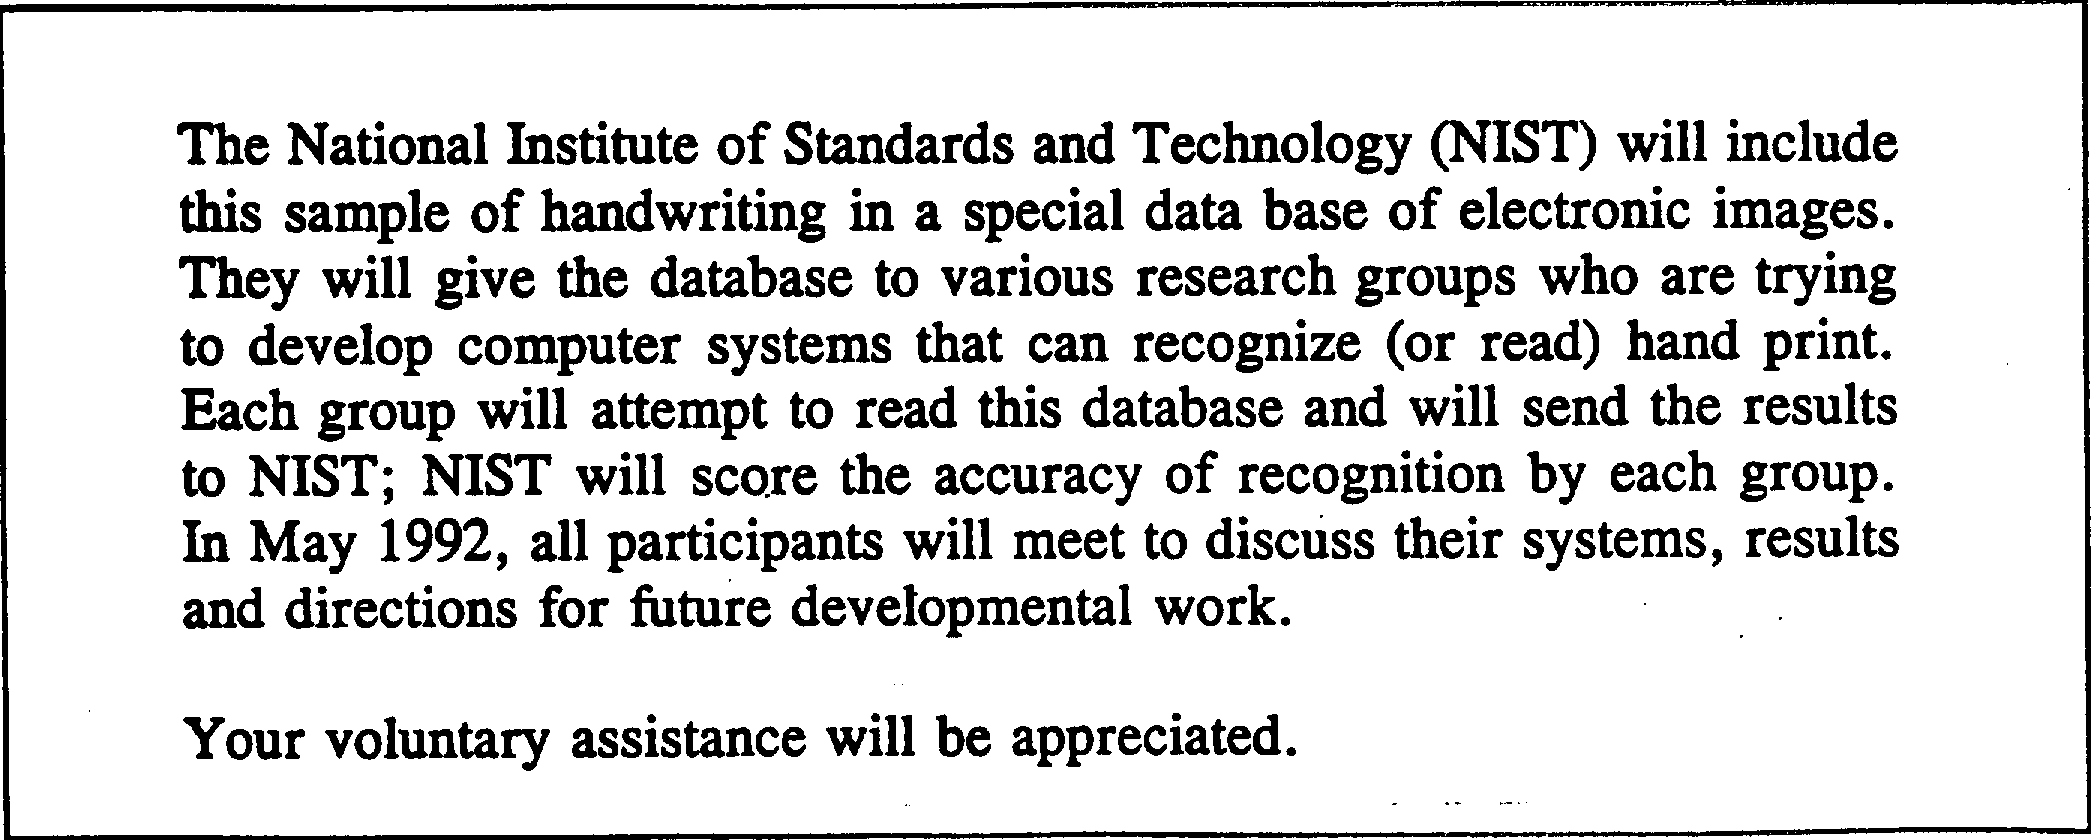 The National Institute of Standards and Technology (NIST) will include
this sample of handwriting in a special data base of electronic images.
They will give the database to various research groups who are trying
to develop computer systems that can recognize (or read) hand print.
Each group will attempt to read this database and will send the results
to NIST; NIST will score the accuracy of recognition by each group.
In May 1992, all participants will meet to discuss their systems, results
and directions for future developmental work.
Your voluntary assistance will be appreciated.